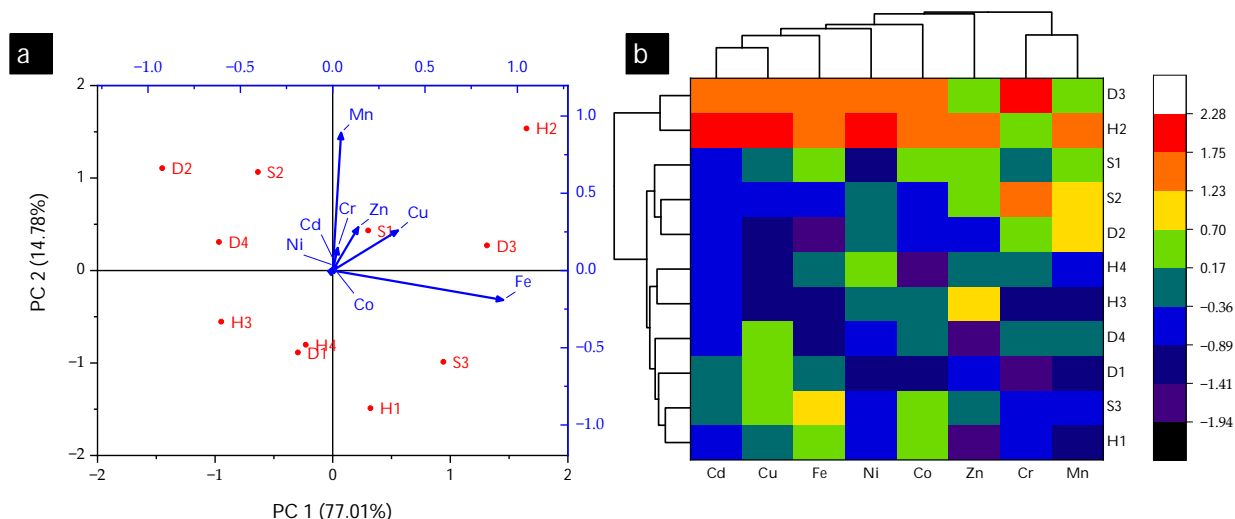 a
−1.0 −0.5 0.0 0.5 1.0
2
1
0
−1
−2
PC 2 (14.78%)
1.0
0.5
0.0
−0.5
−1.0
Mn
H2
D2
S2
Cr
Zn
Cu
Cd
S1
Ni
D4
D3
Fe
Co
H3
H4
D1
S3
H1
−2 −1 0 1 2
PC 1 (77.01%)
b
D3
H2
S1
S2
D2
H4
H3
D4
D1
S3
H1
Cd Cu Fe Ni Co Zn Cr Mn
2.28
1.75
1.23
0.70
0.17
−0.36
−0.89
−1.41
−1.94